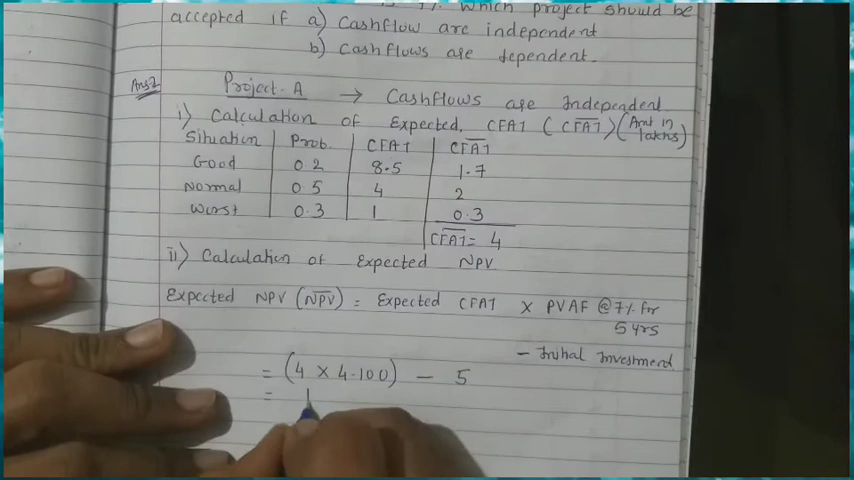 which project should be
accepted if a) Cashflow are independent
b) Cashflows are dependent.
Ans-2
Project-A → Cashflows are Independent
i) Calculation of Expected CFAT (CFAT) (Amt in lakhs)
Situation Prob. CFAT CFAT
Good 0.2 8.5 1.7
Normal 0.5 4 2
Worst 0.3 1 0.3
CFAT = 4
ii) Calculation of Expected NPV
Expected NPV (NPV) = Expected CFAT X PVAF @7% for
5 yrs
- Initial Investment
= (4 X 4.100) - 5
=